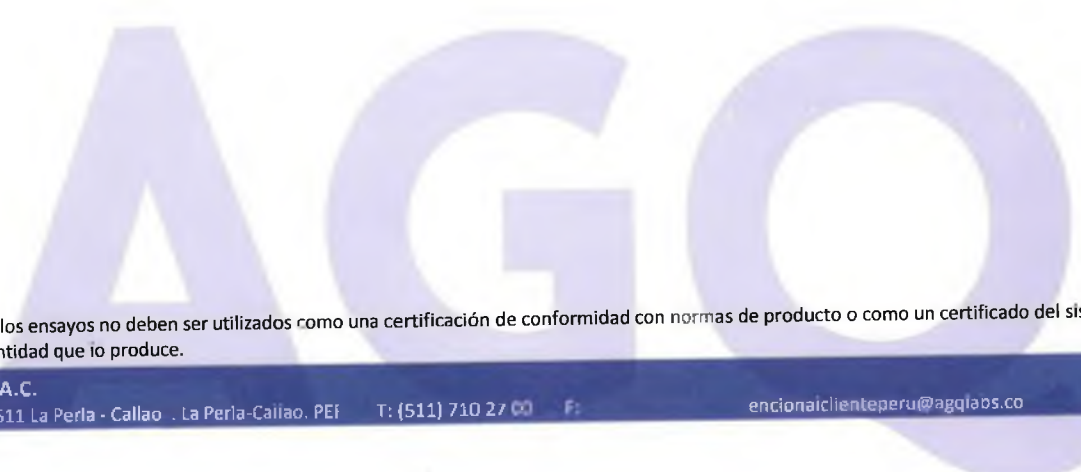 AGQ
los ensayos no deben ser utilizados como una certificación de conformidad con normas de producto o como un certificado del sis
ntidad que lo produce.
A.C.
511 La Perla - Callao . La Perla-Callao. PEF T: (511) 710 27 00 F: encionalclienteperu@agqlabs.co